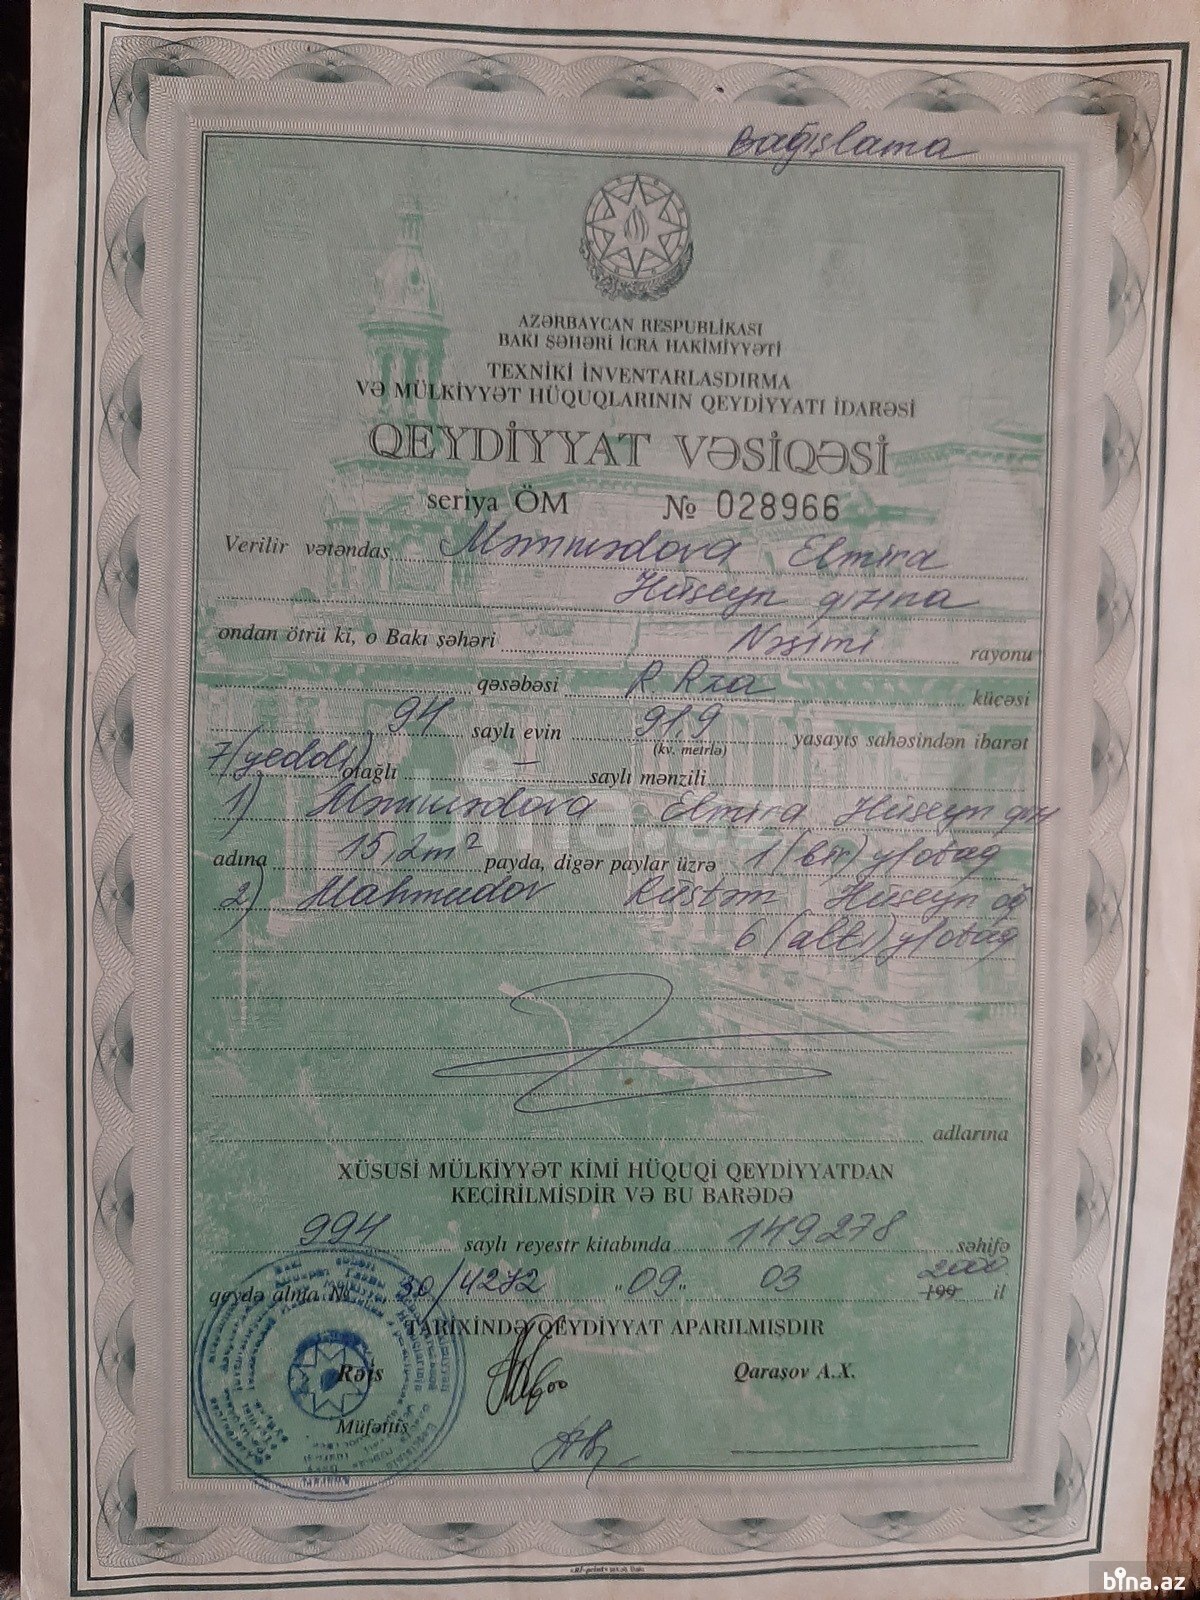 Bağışlama
AZƏRBAYCAN RESPUBLİKASI
BAKI ŞƏHƏRİ İCRA HAKİMİYYƏTİ
TEXNİKİ İNVENTARLAŞDIRMA
VƏ MÜLKİYYƏT HÜQUQLARININ QEYDİYYATI İDARƏSİ
QEYDİYYAT VƏSİQƏSİ
seriya ÖM № 028966
Verilir vətəndaş Məmmədova Elmira
Hüseyn qızına
ondan ötrü ki, o Bakı şəhəri Nəsimi rayonu
qəsəbəsi R. Rza küçəsi
94 saylı evin 91,9 yaşayış sahəsindən ibarət
(kv. metrlə)
7 (yeddi) otaqlı — saylı mənzili
1) Məmmədova Elmira Hüseyn qızı
adına 15,2m² payda, digər paylar üzrə 1 (bir) y/otaq
2) Mahmudov Rüstəm Hüseyn oğ
6 (altı) y/otaq
adlarına
XÜSUSİ MÜLKİYYƏT KİMİ HÜQUQİ QEYDİYYATDAN
KEÇİRİLMİŞDİR VƏ BU BARƏDƏ
994 saylı reyestr kitabında 149278 səhifə
qeydə alma № 30/4272 "09" 03 2000 199 il
TARİXİNDƏ QEYDİYYAT APARILMIŞDIR
Rəis Qaraşov A.X.
Müfəttiş
bina.az
bina.az